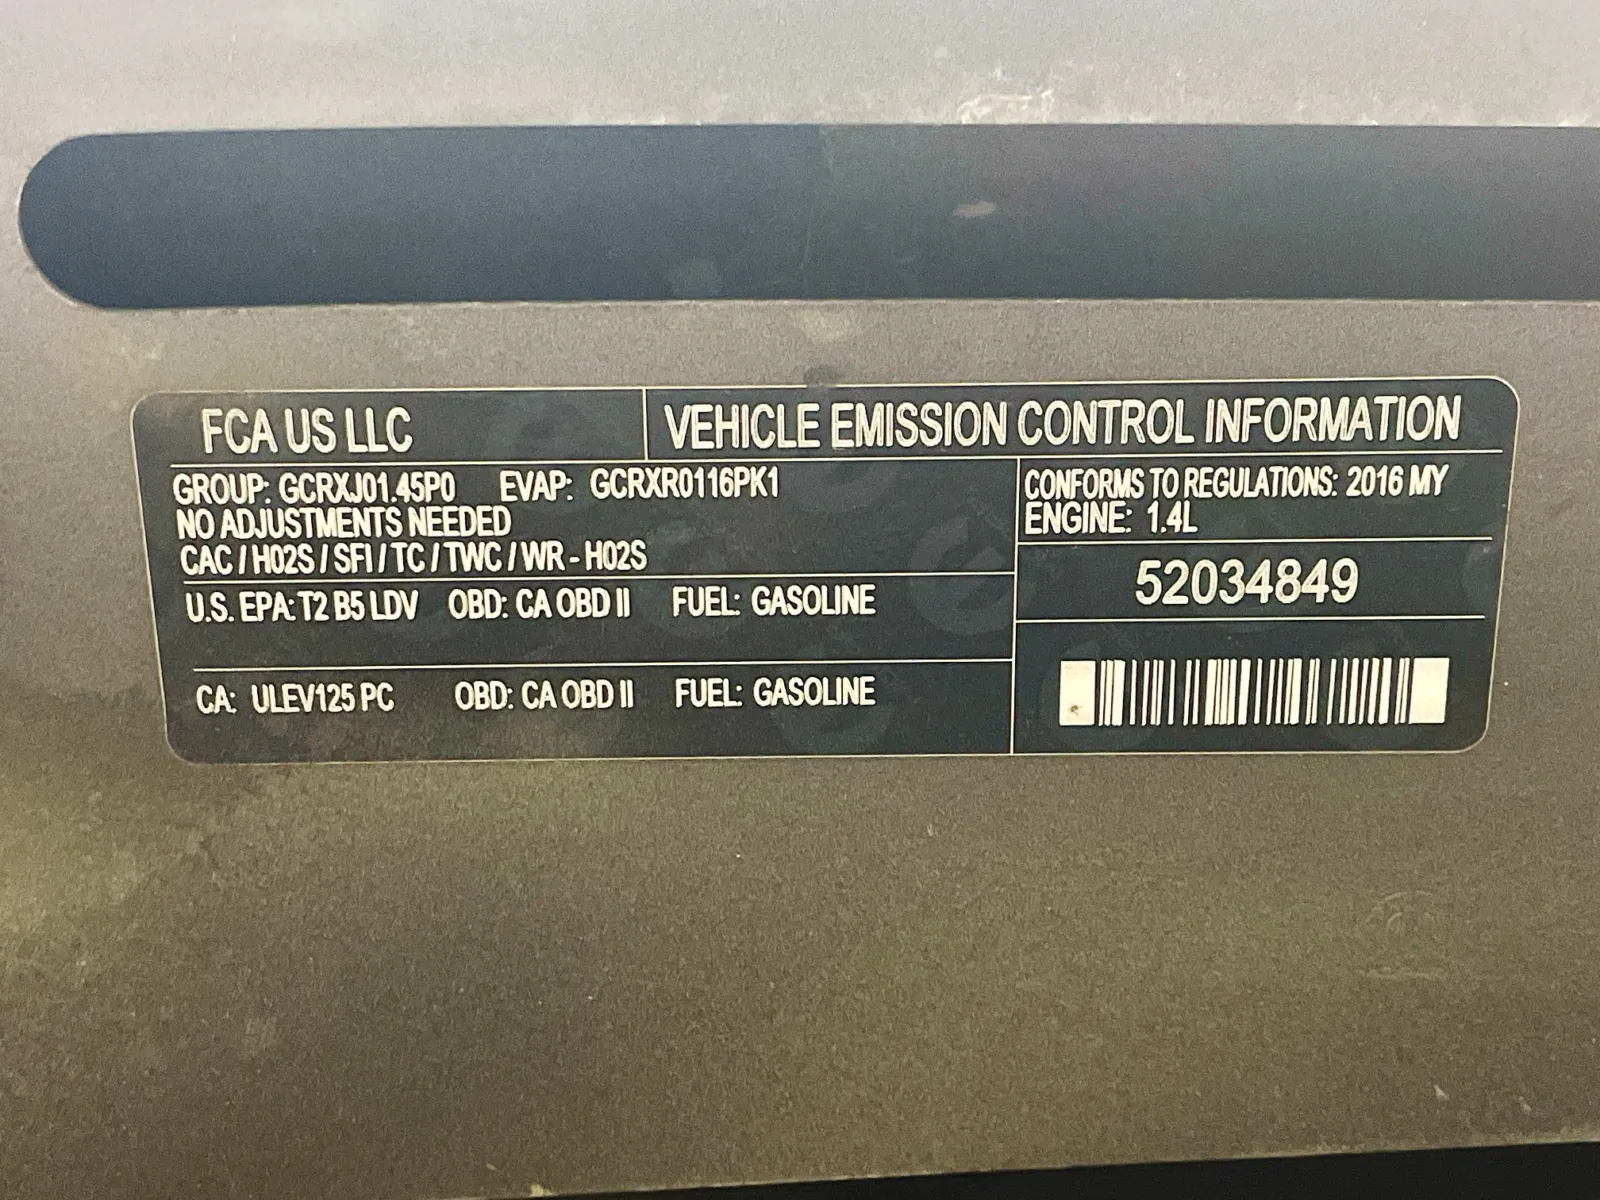 FCA US LLC
VEHICLE EMISSION CONTROL INFORMATION
GROUP: GCRXJ01.45P0 EVAP: GCRXR0116PK1
NO ADJUSTMENTS NEEDED
CAC / H02S / SFI / TC / TWC / WR - H02S
U.S. EPA: T2 B5 LDV OBD: CA OBD II FUEL: GASOLINE
CA: ULEV125 PC OBD: CA OBD II FUEL: GASOLINE
CONFORMS TO REGULATIONS: 2016 MY
ENGINE: 1.4L
52034849